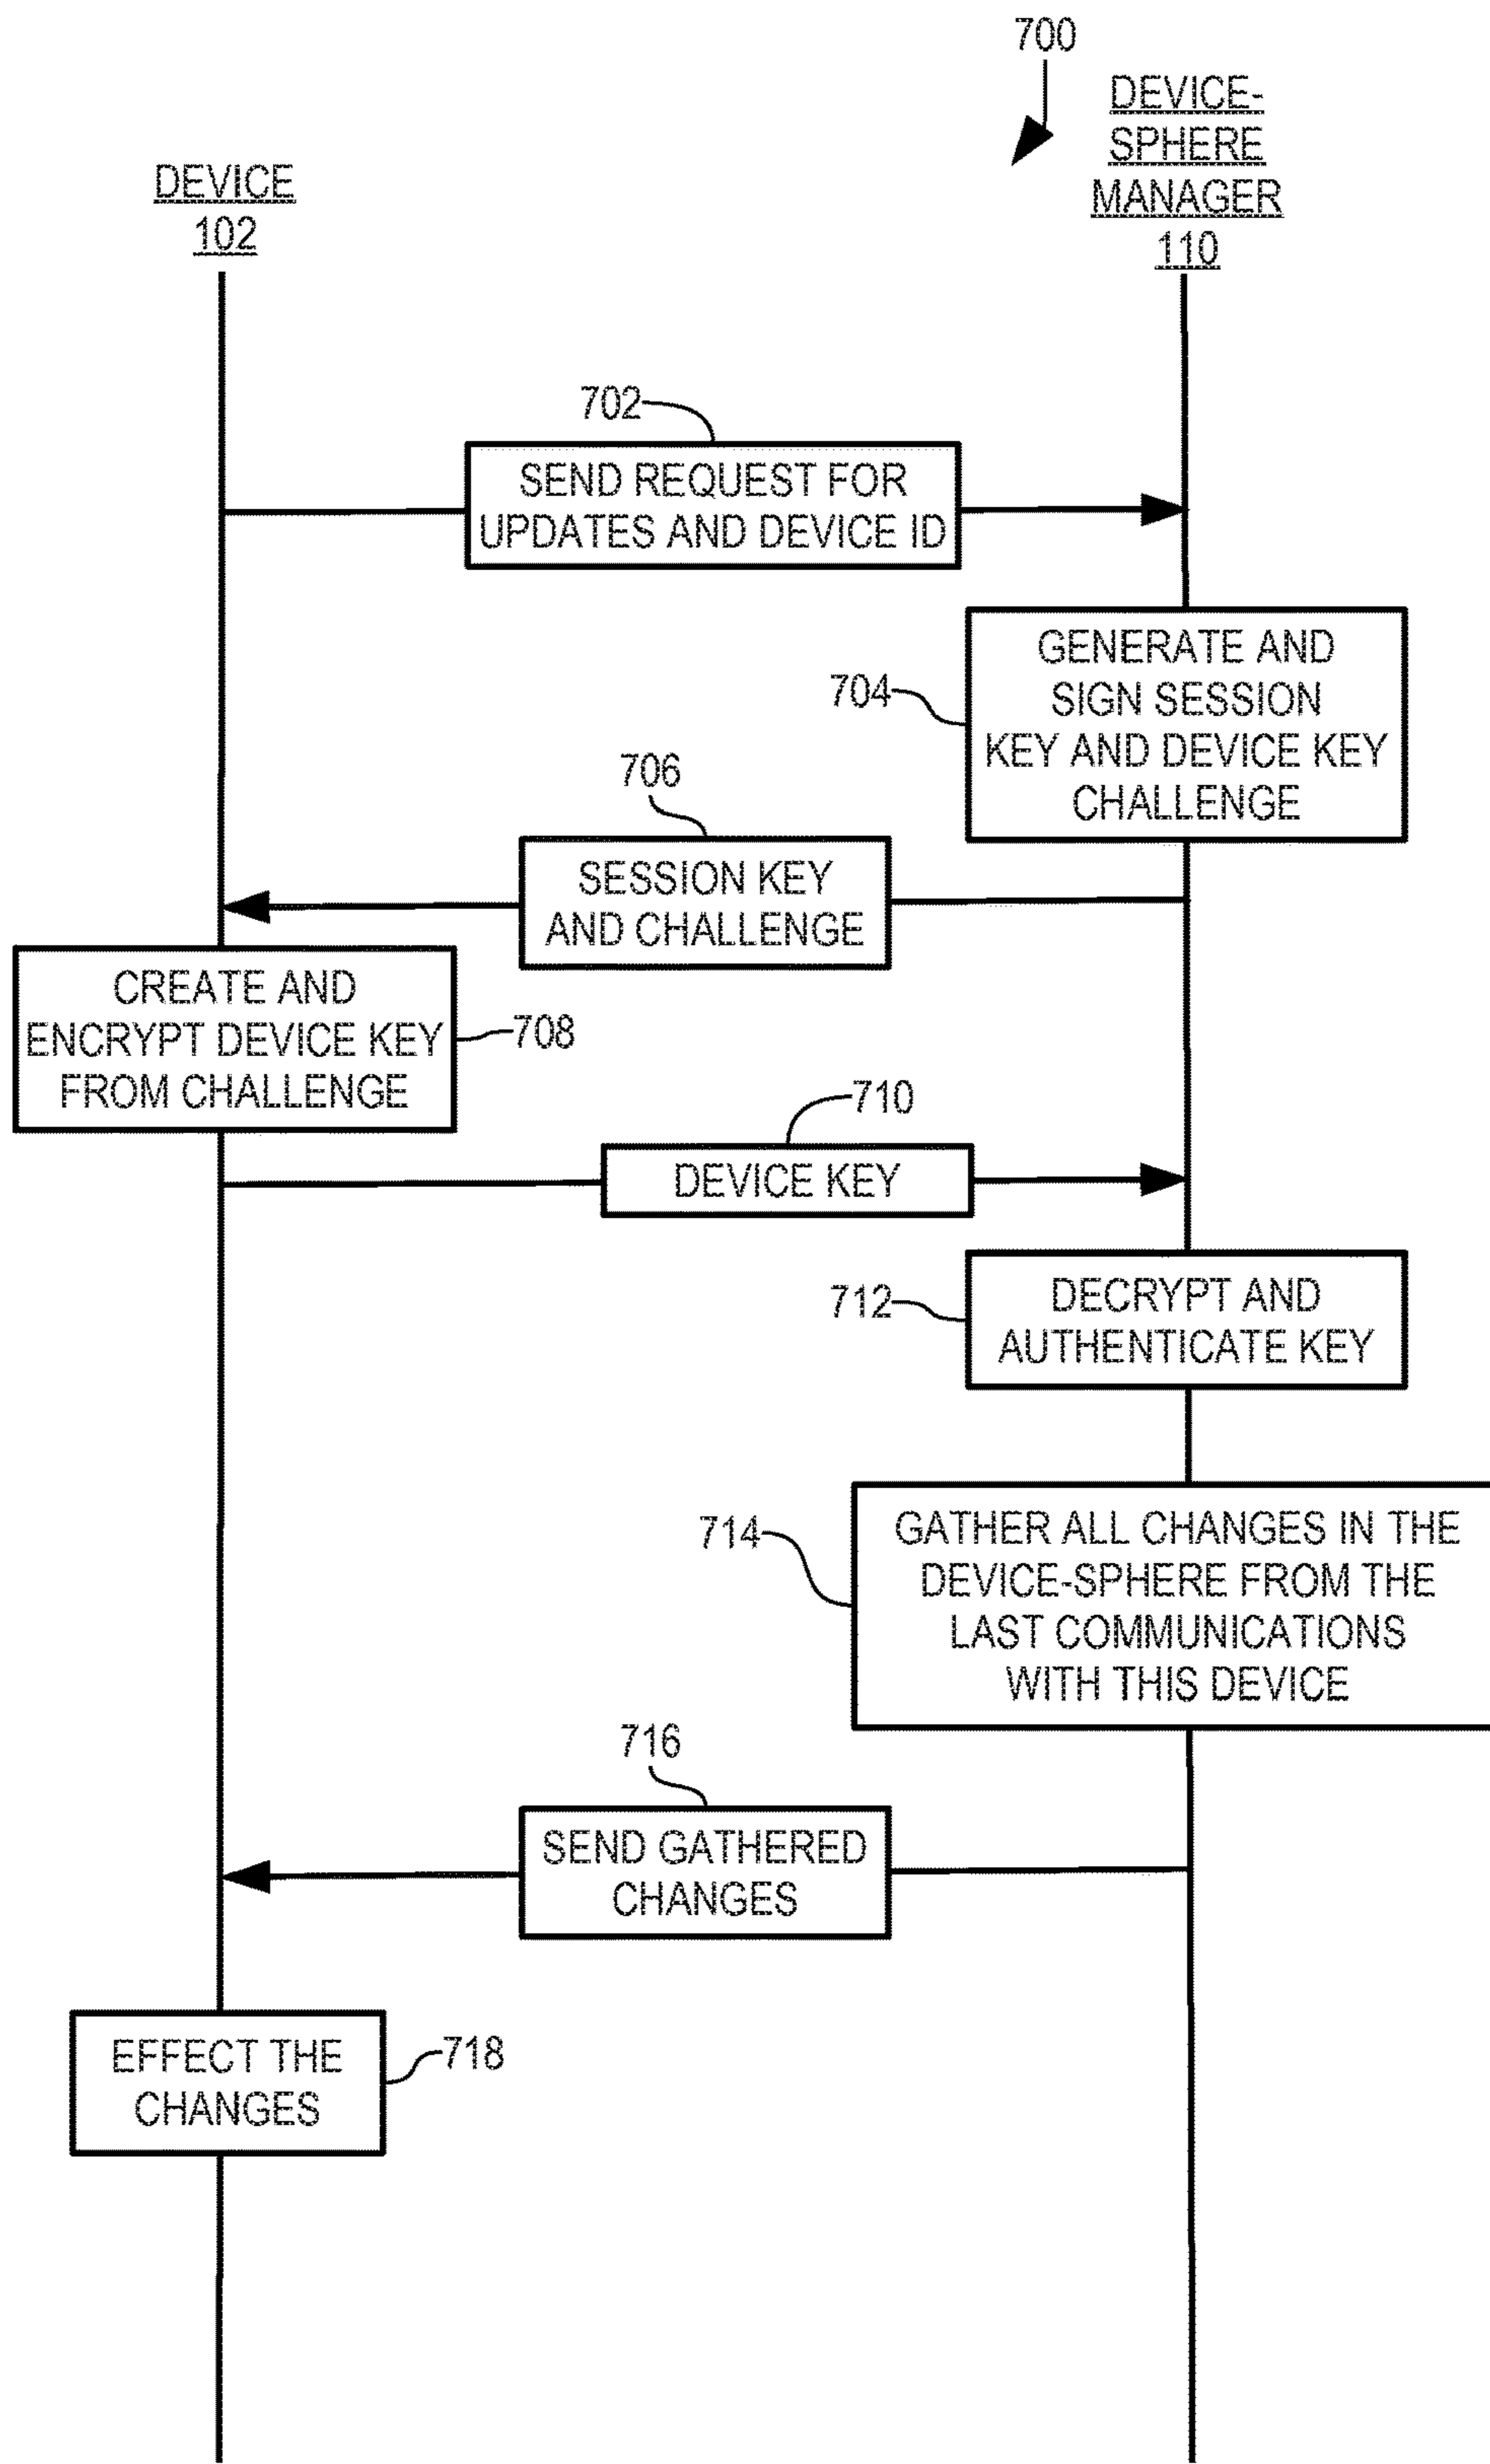 700
DEVICE-
SPHERE
MANAGER
110
DEVICE
102
702
SEND REQUEST FOR
UPDATES AND DEVICE ID
704
GENERATE AND
SIGN SESSION
KEY AND DEVICE KEY
CHALLENGE
706
SESSION KEY
AND CHALLENGE
CREATE AND
ENCRYPT DEVICE KEY
FROM CHALLENGE
708
710
DEVICE KEY
712
DECRYPT AND
AUTHENTICATE KEY
714
GATHER ALL CHANGES IN THE
DEVICE-SPHERE FROM THE
LAST COMMUNICATIONS
WITH THIS DEVICE
716
SEND GATHERED
CHANGES
EFFECT THE
CHANGES
718